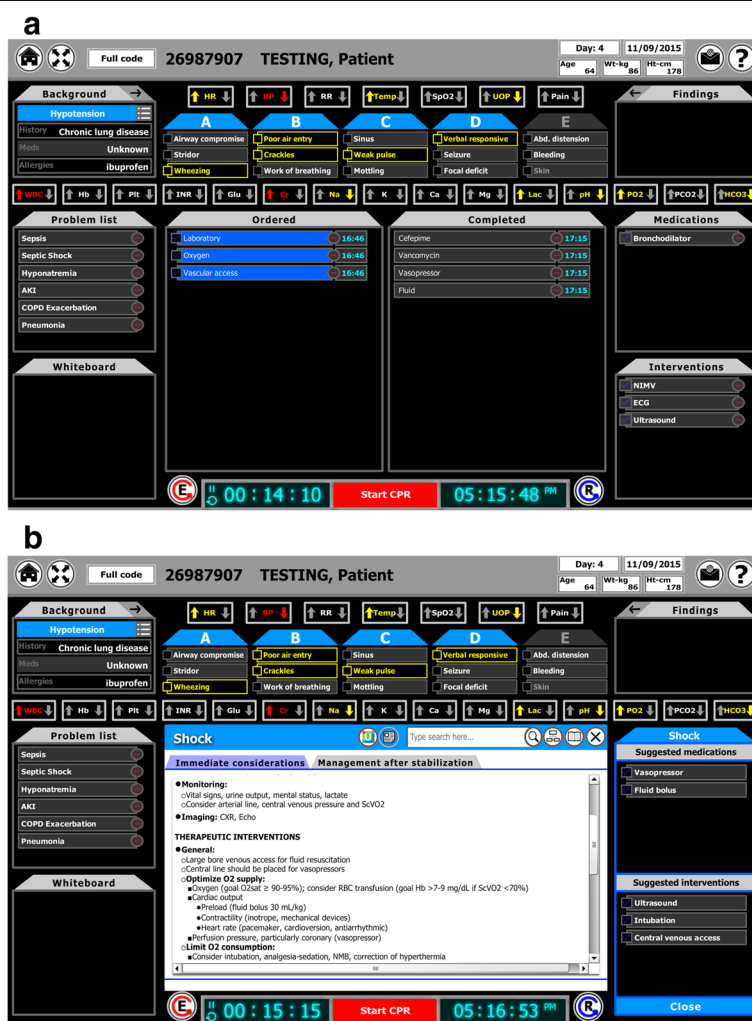 a
Full code 26987907 TESTING, Patient Day: 4 11/09/2015 ?
Age 64 Wt-kg 86 Ht-cm 178
Background HR BP RR Temp SpO2 UOP Pain Findings
Hypotension A B C D E
History Chronic lung disease
Meds Unknown
Allergies ibuprofen
Airway compromise Poor air entry Sinus Verbal responsive Abd. distension
Stridor Crackles Weak pulse Seizure Bleeding
Wheezing Work of breathing Mottling Focal deficit Skin
WBC Hb Plt INR Glu Cr Na K Ca Mg Lac pH PO2 PCO2 HCO3
Problem list Ordered Completed Medications
Sepsis Laboratory 16:46 Cefepime 17:15 Bronchodilator
Septic Shock Oxygen 16:46 Vancomycin 17:15
Hyponatremia Vascular access 16:46 Vasopressor 17:15
AKI Fluid 17:15
COPD Exacerbation
Pneumonia
Whiteboard Interventions
NIMV
ECG
Ultrasound
E 00 : 14 : 10 Start CPR 05 : 15 : 48 PM R
b
Full code 26987907 TESTING, Patient Day: 4 11/09/2015 ?
Age 64 Wt-kg 86 Ht-cm 178
Background HR BP RR Temp SpO2 UOP Pain Findings
Hypotension A B C D E
History Chronic lung disease
Meds Unknown
Allergies ibuprofen
Airway compromise Poor air entry Sinus Verbal responsive Abd. distension
Stridor Crackles Weak pulse Seizure Bleeding
Wheezing Work of breathing Mottling Focal deficit Skin
WBC Hb Plt INR Glu Cr Na K Ca Mg Lac pH PO2 PCO2 HCO3
Problem list Shock Type search here... Shock
Sepsis
Septic Shock
Hyponatremia
AKI
COPD Exacerbation
Pneumonia
Whiteboard
Immediate considerations Management after stabilization
●Monitoring:
○Vital signs, urine output, mental status, lactate
○Consider arterial line, central venous pressure and ScVO2
●Imaging: CXR, Echo
THERAPEUTIC INTERVENTIONS
●General:
○Large bore venous access for fluid resuscitation
○Central line should be placed for vasopressors
○Optimize O2 supply:
■Oxygen (goal O2sat ≥ 90-95%); consider RBC transfusion (goal Hb >7-9 mg/dL if ScVO2 <70%)
■Cardiac output
●Preload (fluid bolus 30 mL/kg)
●Contractility (inotrope, mechanical devices)
●Heart rate (pacemaker, cardioversion, antiarrhythmic)
■Perfusion pressure, particularly coronary (vasopressor)
○Limit O2 consumption:
■Consider intubation, analgesia-sedation, NMB, correction of hyperthermia
Suggested medications
Vasopressor
Fluid bolus
Suggested interventions
Ultrasound
Intubation
Central venous access
Close
E 00 : 15 : 15 Start CPR 05 : 16 : 53 PM R